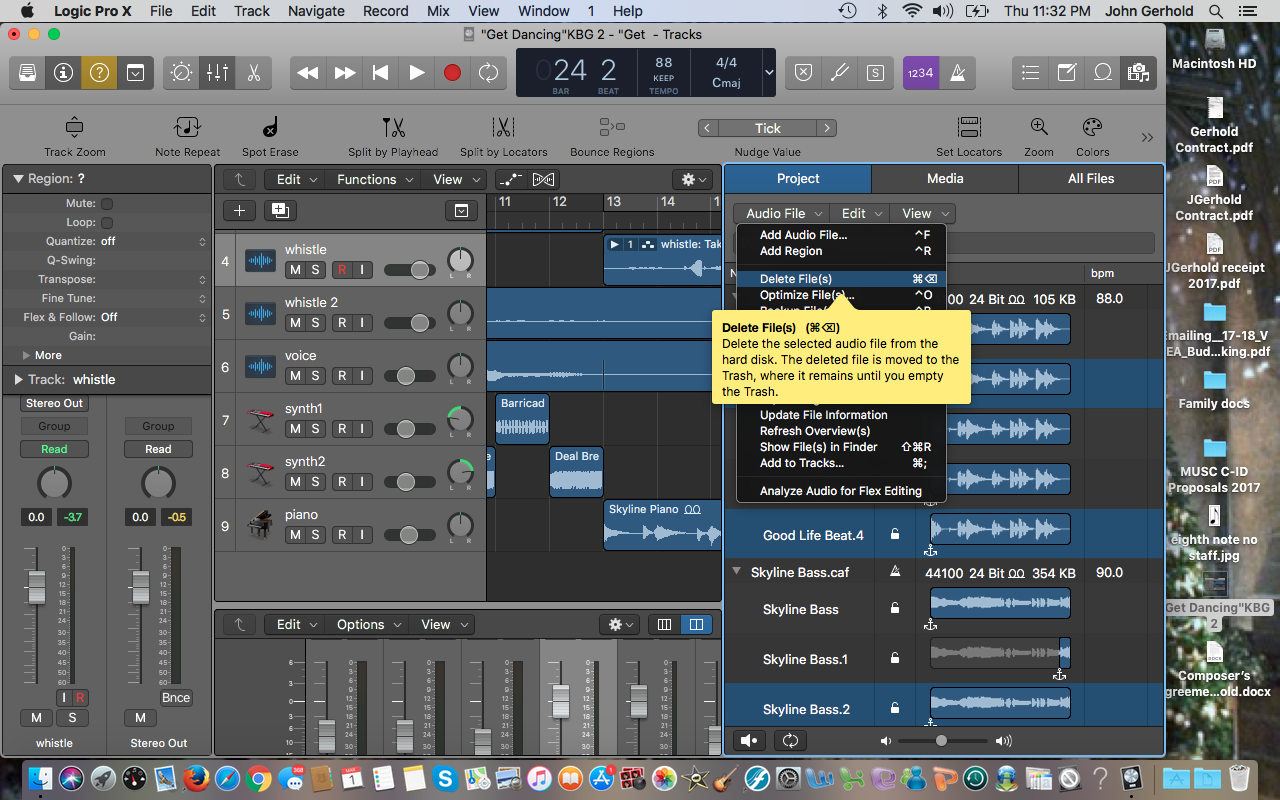 Logic Pro X File Edit Track Navigate Record Mix View Window 1 Help Thu 11:32 PM John Gerhold
"Get Dancing"KBG 2 - "Get - Tracks
024 2 88 4/4
KEEP Cmaj
BAR BEAT TEMPO
1234
Track Zoom Note Repeat Spot Erase Split by Playhead Split by Locators Bounce Regions Tick Nudge Value Set Locators Zoom Colors
Region: ?
Mute:
Loop:
Quantize: off
Q-Swing:
Transpose:
Fine Tune:
Flex & Follow: Off
Gain:
More
Track: whistle
Stereo Out
Group Group
Read Read
0.0 -3.7 0.0 -0.5
I R Bnce
M S M
whistle Stereo Out
Edit Functions View
11 12 13 14
4 whistle
M S R I
1 whistle: Tak
5 whistle 2
M S R I
6 voice
M S R I
7 synth1
M S R I
Barricad
8 synth2
M S R I
Deal Bre
9 piano
M S R I
Skyline Piano
Edit Options View
Project Media All Files
Audio File Edit View
Add Audio File... ^F
Add Region ^R
Delete File(s) ⌘⌫
Optimize File(s)... ^O
Delete File(s) (⌘⌫)
Delete the selected audio file from the
hard disk. The deleted file is moved to the
Trash, where it remains until you empty
the Trash.
Update File Information
Refresh Overview(s)
Show File(s) in Finder ⇧⌘R
Add to Tracks... ⌘;
Analyze Audio for Flex Editing
bpm
00 24 Bit 105 KB 88.0
Good Life Beat.4
Skyline Bass.caf 44100 24 Bit 354 KB 90.0
Skyline Bass
Skyline Bass.1
Skyline Bass.2
Macintosh HD
Gerhold
Contract.pdf
JGerhold
Contract.pdf
JGerhold receipt
2017.pdf
Emailing__17-18_V
EA_Bud...king.pdf
Family docs
MUSC C-ID
Proposals 2017
eighth note no
staff.jpg
Get Dancing"KBG
2
Composer's
greeme...old.docx